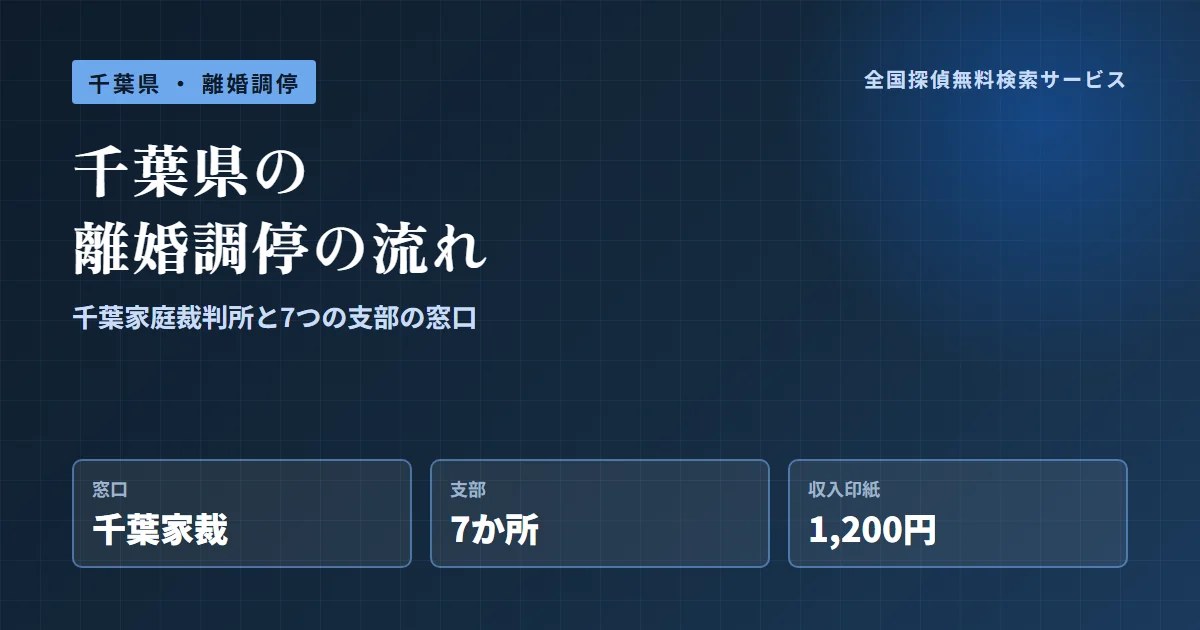 千葉県 ・ 離婚調停
全国探偵無料検索サービス
千葉県の
離婚調停の流れ
千葉家庭裁判所と7つの支部の窓口
窓口
千葉家裁
支部
7か所
収入印紙
1,200円